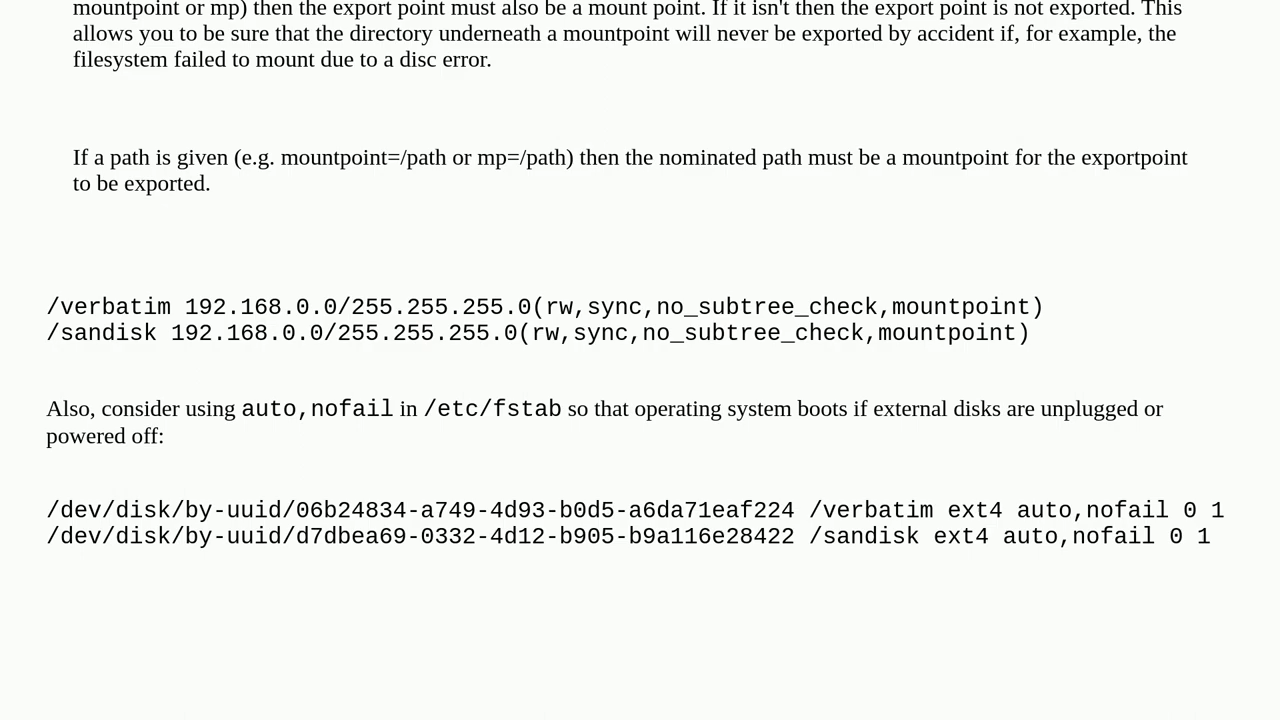 mountpoint or mp) then the export point must also be a mount point. If it isn't then the export point is not exported. This
allows you to be sure that the directory underneath a mountpoint will never be exported by accident if, for example, the
filesystem failed to mount due to a disc error.
If a path is given (e.g. mountpoint=/path or mp=/path) then the nominated path must be a mountpoint for the exportpoint
to be exported.
/verbatim 192.168.0.0/255.255.255.0(rw,sync,no_subtree_check,mountpoint)
/sandisk 192.168.0.0/255.255.255.0(rw,sync,no_subtree_check,mountpoint)
Also, consider using auto,nofail in /etc/fstab so that operating system boots if external disks are unplugged or
powered off:
/dev/disk/by-uuid/06b24834-a749-4d93-b0d5-a6da71eaf224 /verbatim ext4 auto,nofail 0 1
/dev/disk/by-uuid/d7dbea69-0332-4d12-b905-b9a116e28422 /sandisk ext4 auto,nofail 0 1